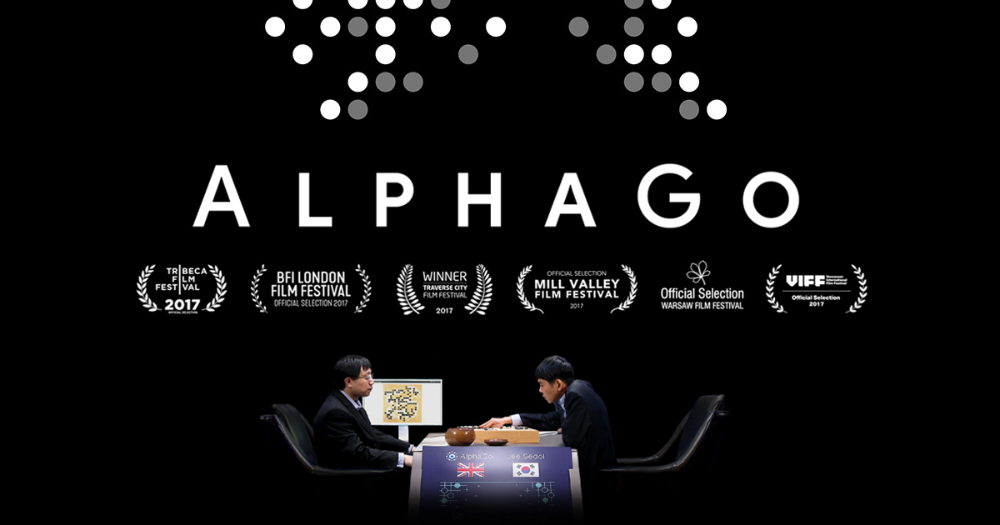 ALPHAGO
TRIBECA
FILM
FESTIVAL
2017
OFFICIAL SELECTION
BFI LONDON
FILM FESTIVAL
OFFICIAL SELECTION 2017
WINNER
TRAVERSE CITY
FILM FESTIVAL
2017
OFFICIAL SELECTION
MILL VALLEY
FILM FESTIVAL
2017
Official Selection
WARSAW FILM FESTIVAL
VIFF
Vancouver
International
Film Festival
Official Selection
2017
AlphaGo
Lee Sedol